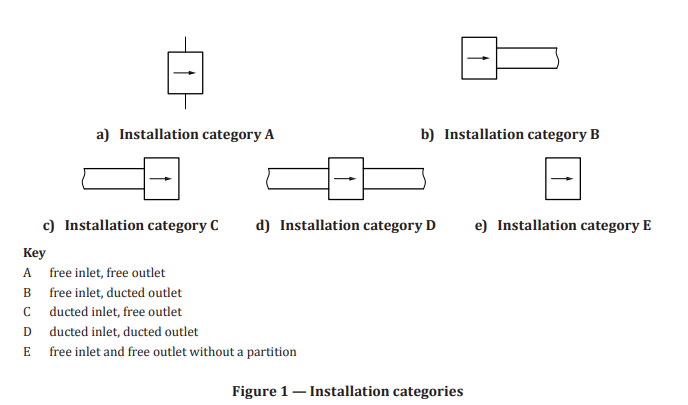 a) Installation category A
b) Installation category B
c) Installation category C
d) Installation category D
e) Installation category E
Key
A free inlet, free outlet
B free inlet, ducted outlet
C ducted inlet, free outlet
D ducted inlet, ducted outlet
E free inlet and free outlet without a partition
Figure 1 — Installation categories